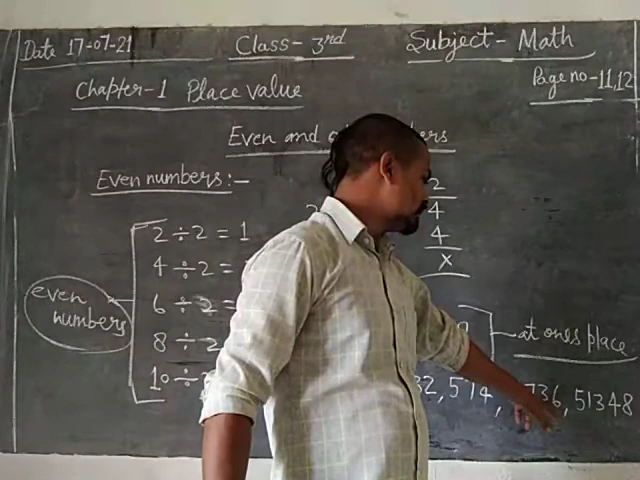 Date 17-07-21 Class- 3rd Subject- Math
Page no-11,12
Chapter-1 Place value
Even and
Even numbers:-
2 ÷ 2 = 1
4 ÷ 2 =
6 ÷ 2 =
8 ÷ 2
10 ÷
even
numbers
2
4
4
x
at ones place
32, 574, 736, 51348